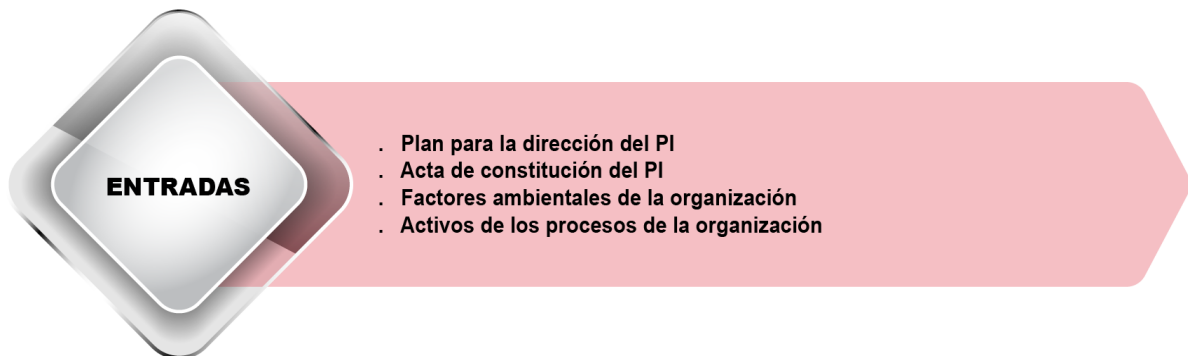 ENTRADAS
. Plan para la dirección del PI
. Acta de constitución del PI
. Factores ambientales de la organización
. Activos de los procesos de la organización